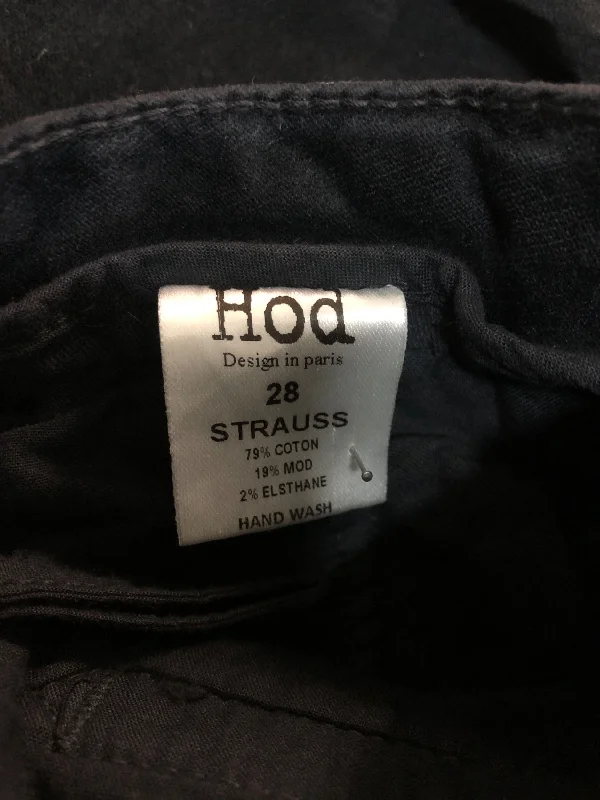 Hod
Design in paris
28
STRAUSS
79% COTON
19% MOD
2% ELSTHANE
HAND WASH